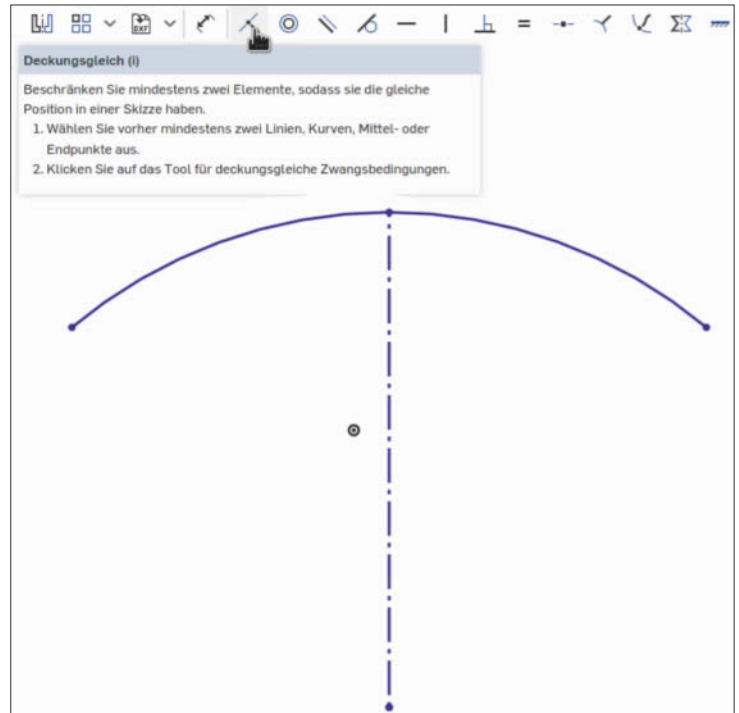 DXF
Deckungsgleich (i)
Beschränken Sie mindestens zwei Elemente, sodass sie die gleiche
Position in einer Skizze haben.
1. Wählen Sie vorher mindestens zwei Linien, Kurven, Mittel- oder
Endpunkte aus.
2. Klicken Sie auf das Tool für deckungsgleiche Zwangsbedingungen.